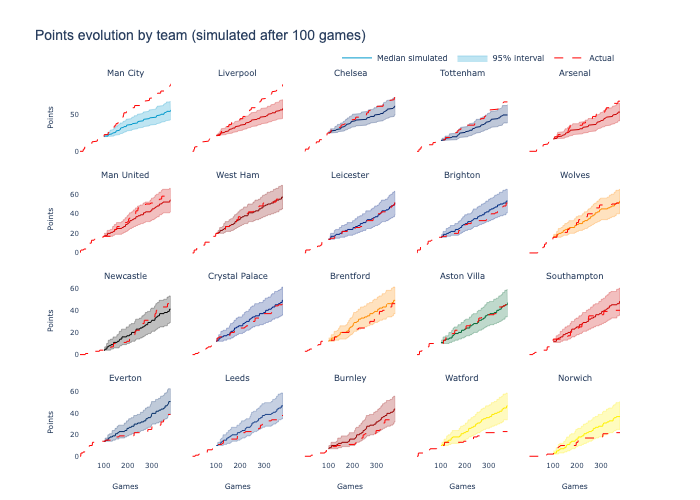 Points evolution by team (simulated after 100 games)
Median simulated 95% interval Actual
Man City Liverpool Chelsea Tottenham Arsenal
Points
50
0
Man United West Ham Leicester Brighton Wolves
Points
60
40
20
0
Newcastle Crystal Palace Brentford Aston Villa Southampton
Points
60
40
20
0
Everton Leeds Burnley Watford Norwich
Points
60
40
20
0
100 200 300 100 200 300 100 200 300 100 200 300 100 200 300
Games Games Games Games Games